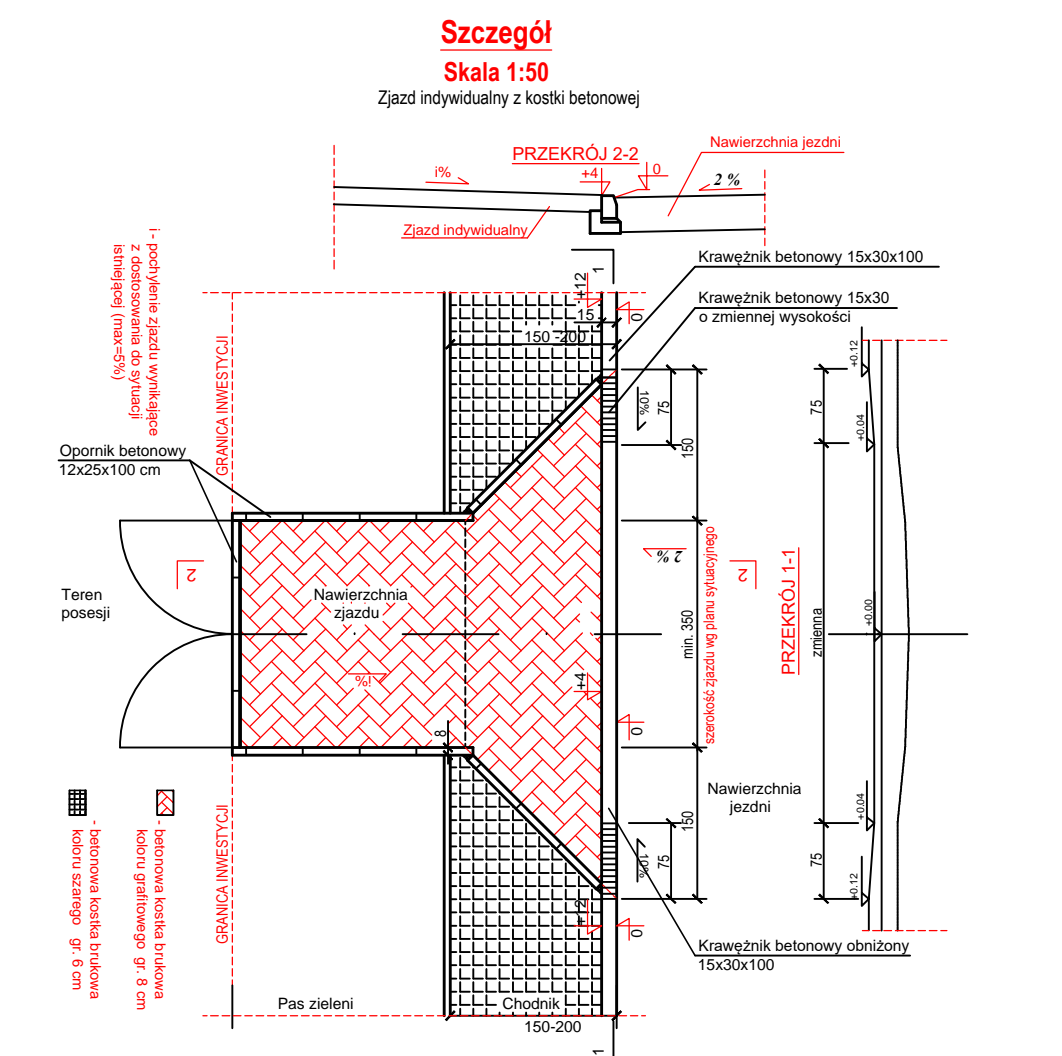 Szczegół
Skala 1:50
Zjazd indywidualny z kostki betonowej
PRZEKRÓJ 2-2
Nawierzchnia jezdni
i%
+4
0
2 %
Zjazd indywidualny
i - pochylenie zjazdu wynikające
z dostosowania do sytuacji
istniejącej (max=5%)
GRANICA INWESTYCJI
1
+12
15
0
150 -200
Krawężnik betonowy 15x30x100
Krawężnik betonowy 15x30
o zmiennej wysokości
10%
75
150
+0.12
75
+0.04
Opornik betonowy
12x25x100 cm
2
Teren
posesji
Nawierzchnia
zjazdu
i%
+4
0
2 %
2
min. 350
szerokość zjazdu wg planu sytuacyjnego
PRZEKRÓJ 1-1
zmienna
+0.00
8
Nawierzchnia
jezdni
150
10%
75
+0.04
75
+0.12
- betonowa kostka brukowa
koloru szarego gr. 6 cm
- betonowa kostka brukowa
koloru grafitowego gr. 8 cm
GRANICA INWESTYCJI
+12
0
Krawężnik betonowy obniżony
15x30x100
Pas zieleni
Chodnik
150-200
1